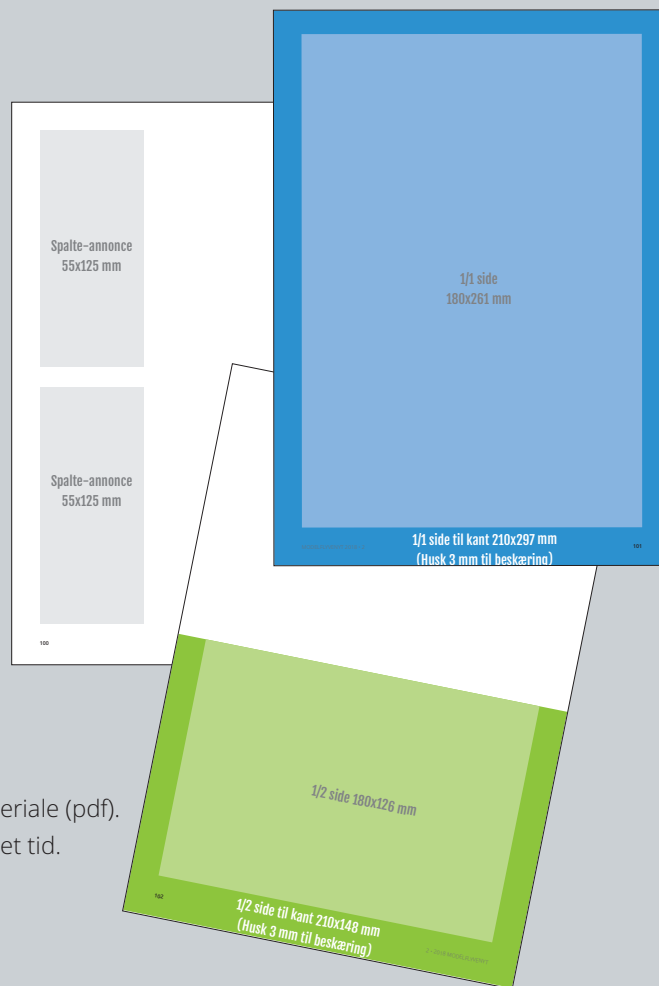 Spalte-annonce
55x125 mm
Spalte-annonce
55x125 mm
100
1/1 side
180x261 mm
1/1 side til kant 210x297 mm
(Husk 3 mm til beskæring)
101
1/2 side 180x126 mm
102
1/2 side til kant 210x148 mm
(Husk 3 mm til beskæring)
eriale (pdf).
et tid.